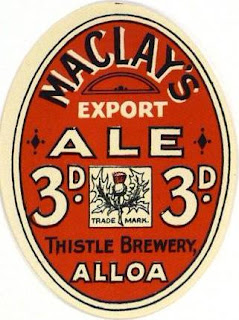 MACLAY'S
EXPORT
ALE
3D. 3D.
TRADE MARK.
THISTLE BREWERY,
ALLOA